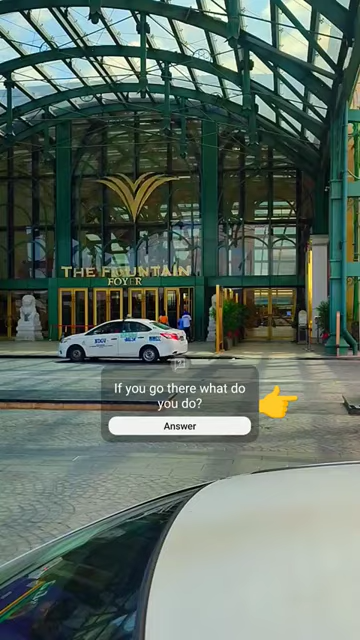 THE FOUNTAIN
FOYER
If you go there what do
you do?
Answer